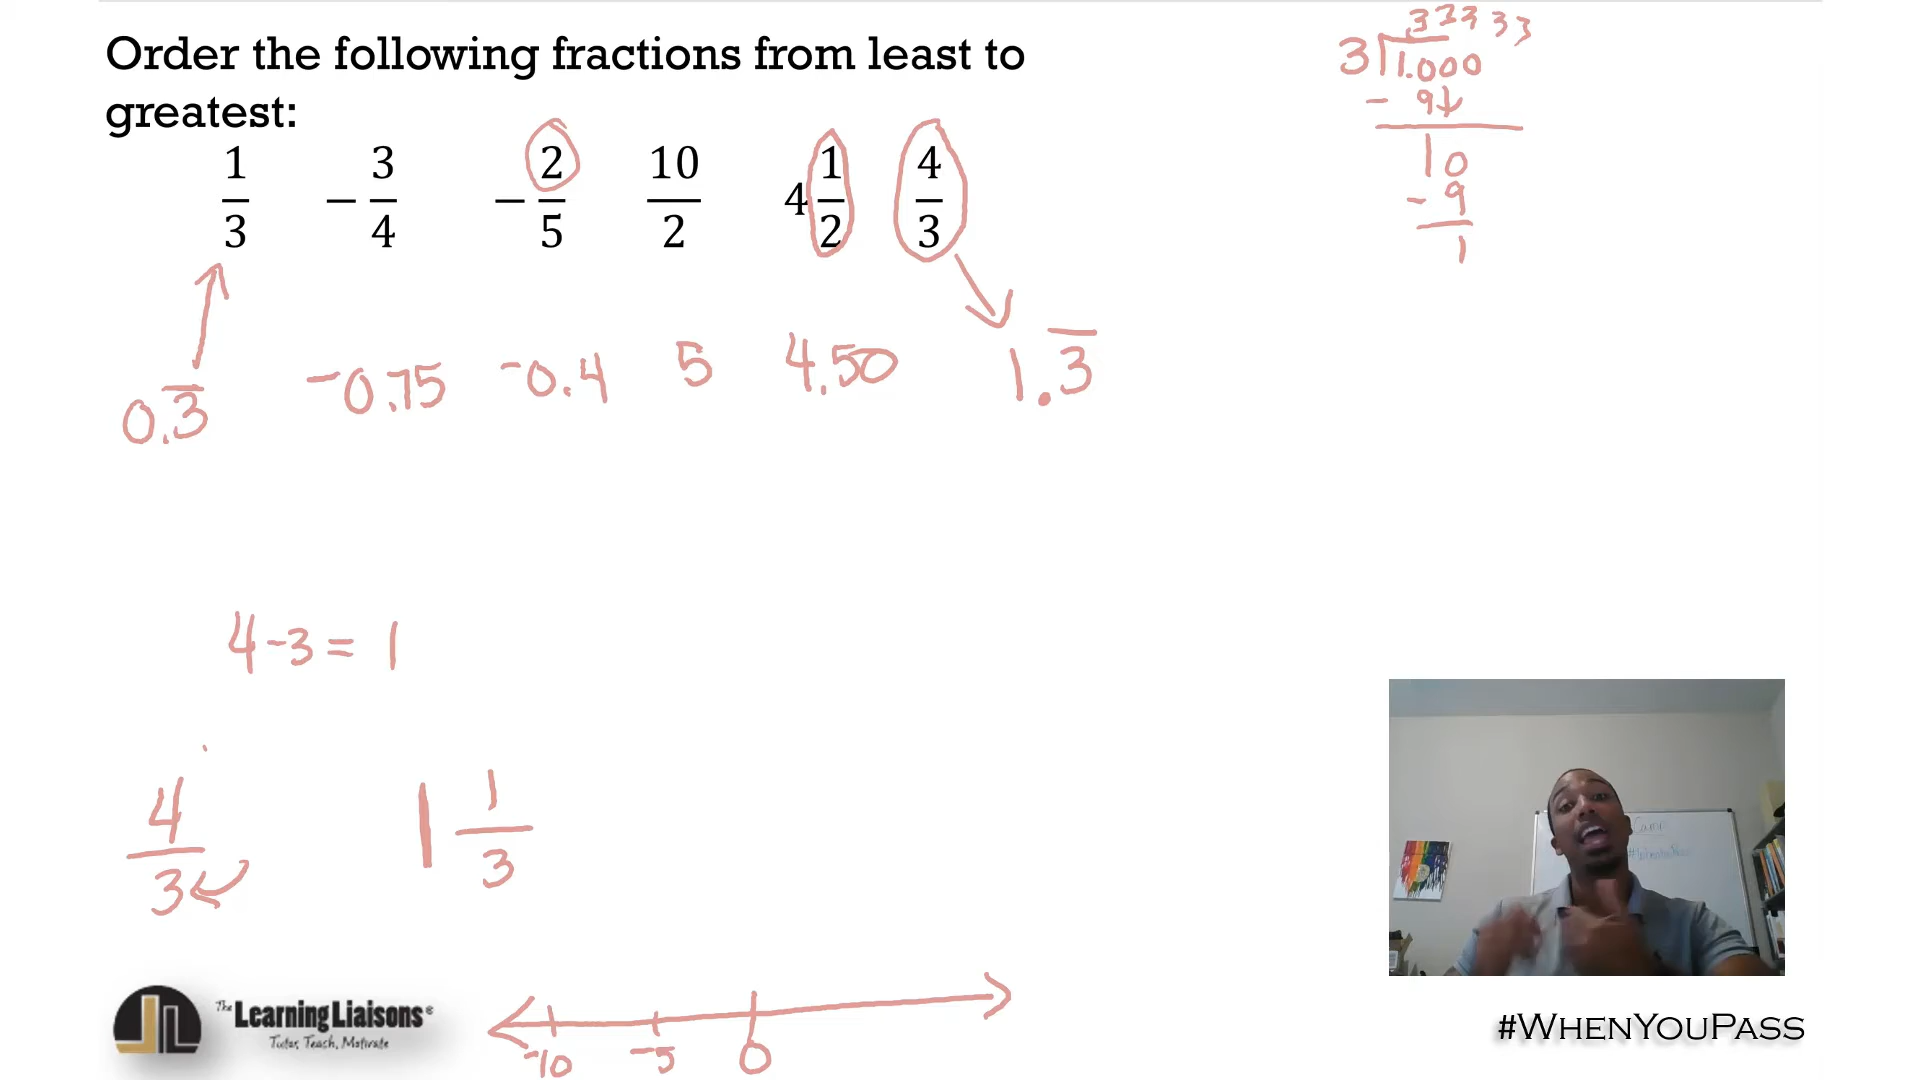 Order the following fractions from least to
greatest:
1/3 -3/4 -2/5 10/2 4 1/2 4/3
0.3̅ -0.75 -0.4 5 4.50 1.3̅
.33333
3 1.000
- 9
10
- 9
1
4-3 = 1
4/3 1 1/3
-10 -5 0
The Learning Liaisons®
Tutor, Teach, Motivate
#WHENYOUPASS